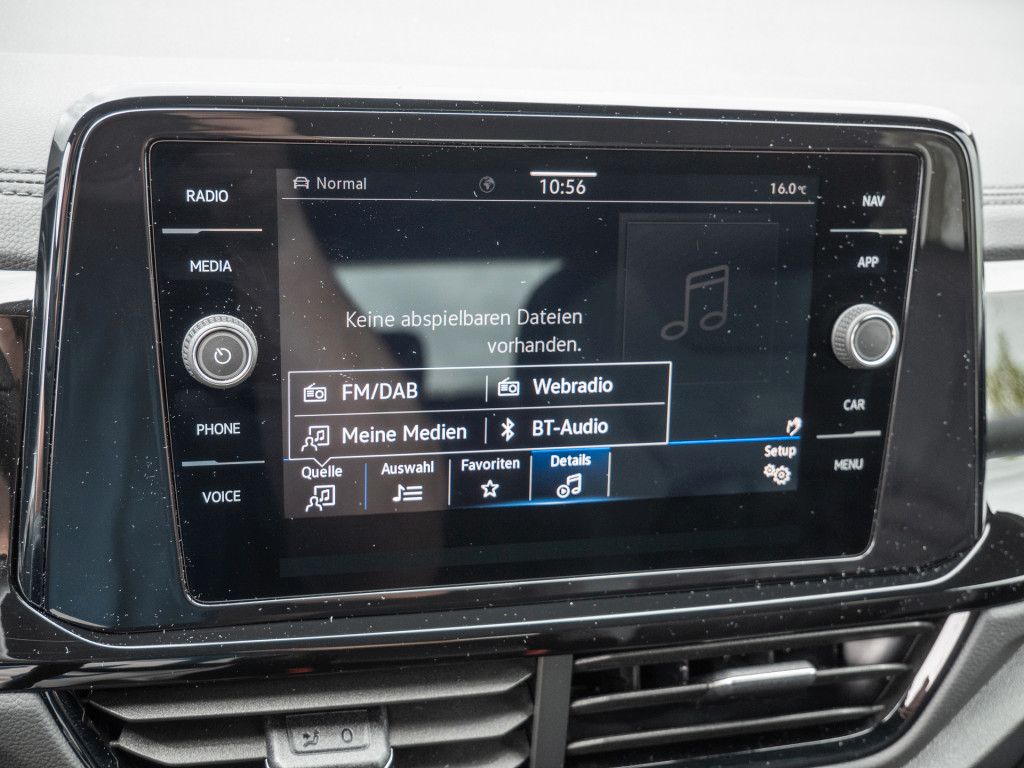 RADIO
MEDIA
PHONE
VOICE
Normal
10:56
16.0°C
Keine abspielbaren Dateien
vorhanden.
FM/DAB
Webradio
Meine Medien
BT-Audio
Quelle
Auswahl
Favoriten
Details
Setup
NAV
APP
CAR
MENU
0